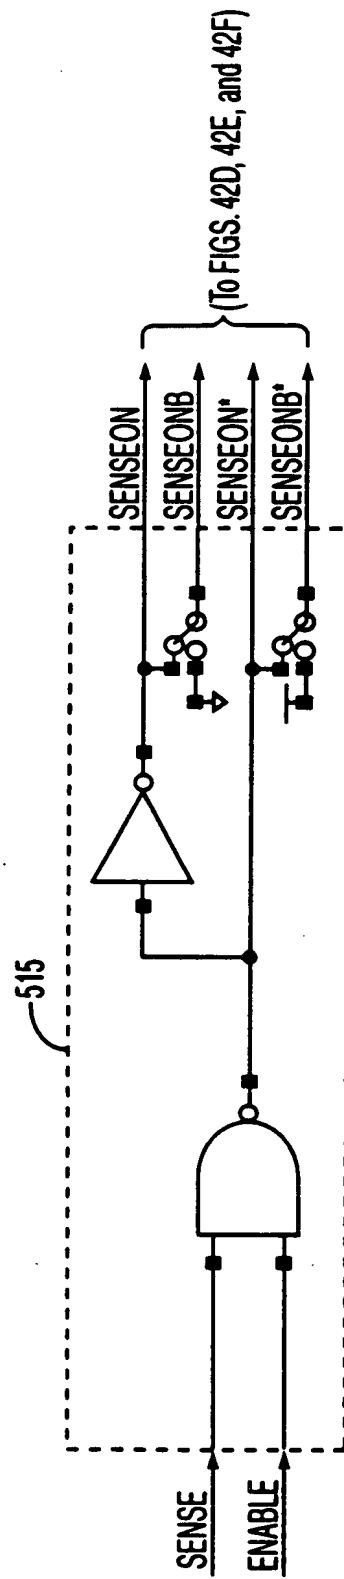 515
SENSE
ENABLE
SENSEON
SENSEONB
SENSEON*
SENSEONB*
(To FIGS. 42D, 42E, and 42F)